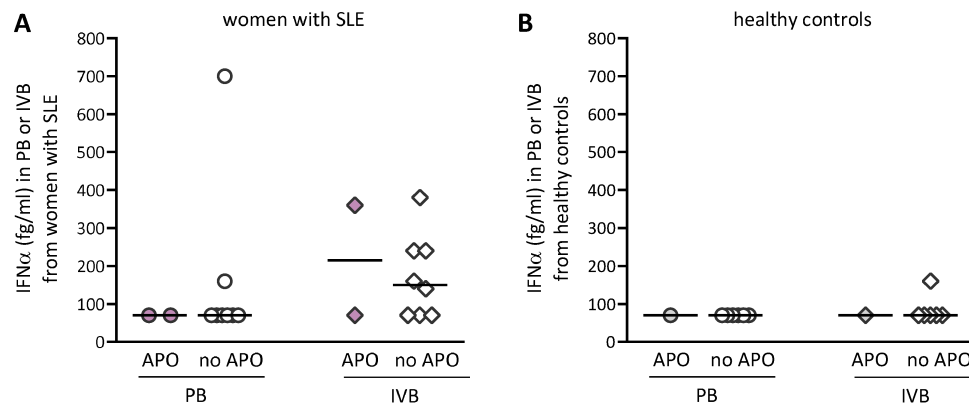 A
women with SLE
IFNα (fg/ml) in PB or IVB
from women with SLE
800
700
600
500
400
300
200
100
0
APO
no APO
APO
no APO
PB
IVB
B
healthy controls
IFNα (fg/ml) in PB or IVB
from healthy controls
800
700
600
500
400
300
200
100
0
APO
no APO
APO
no APO
PB
IVB